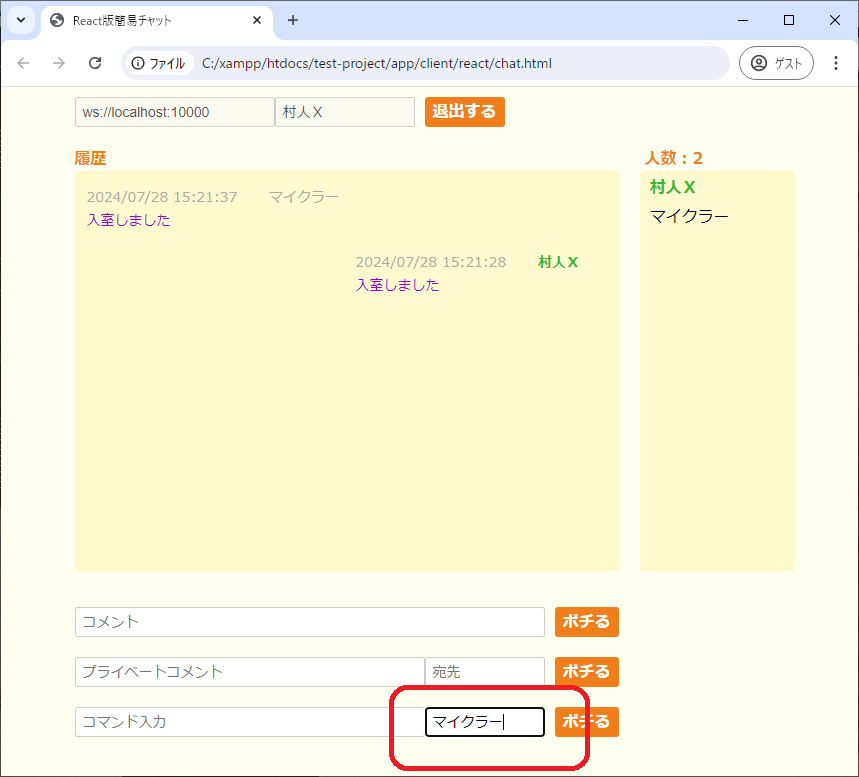 React版簡易チャット
ファイル C:/xampp/htdocs/test-project/app/client/react/chat.html ゲスト
ws://localhost:10000 村人X 退出する
履歴
人数：2
2024/07/28 15:21:37 マイクラー
入室しました
2024/07/28 15:21:28 村人X
入室しました
村人X
マイクラー
コメント ポチる
プライベートコメント 宛先 ポチる
コマンド入力 マイクラー ポチる